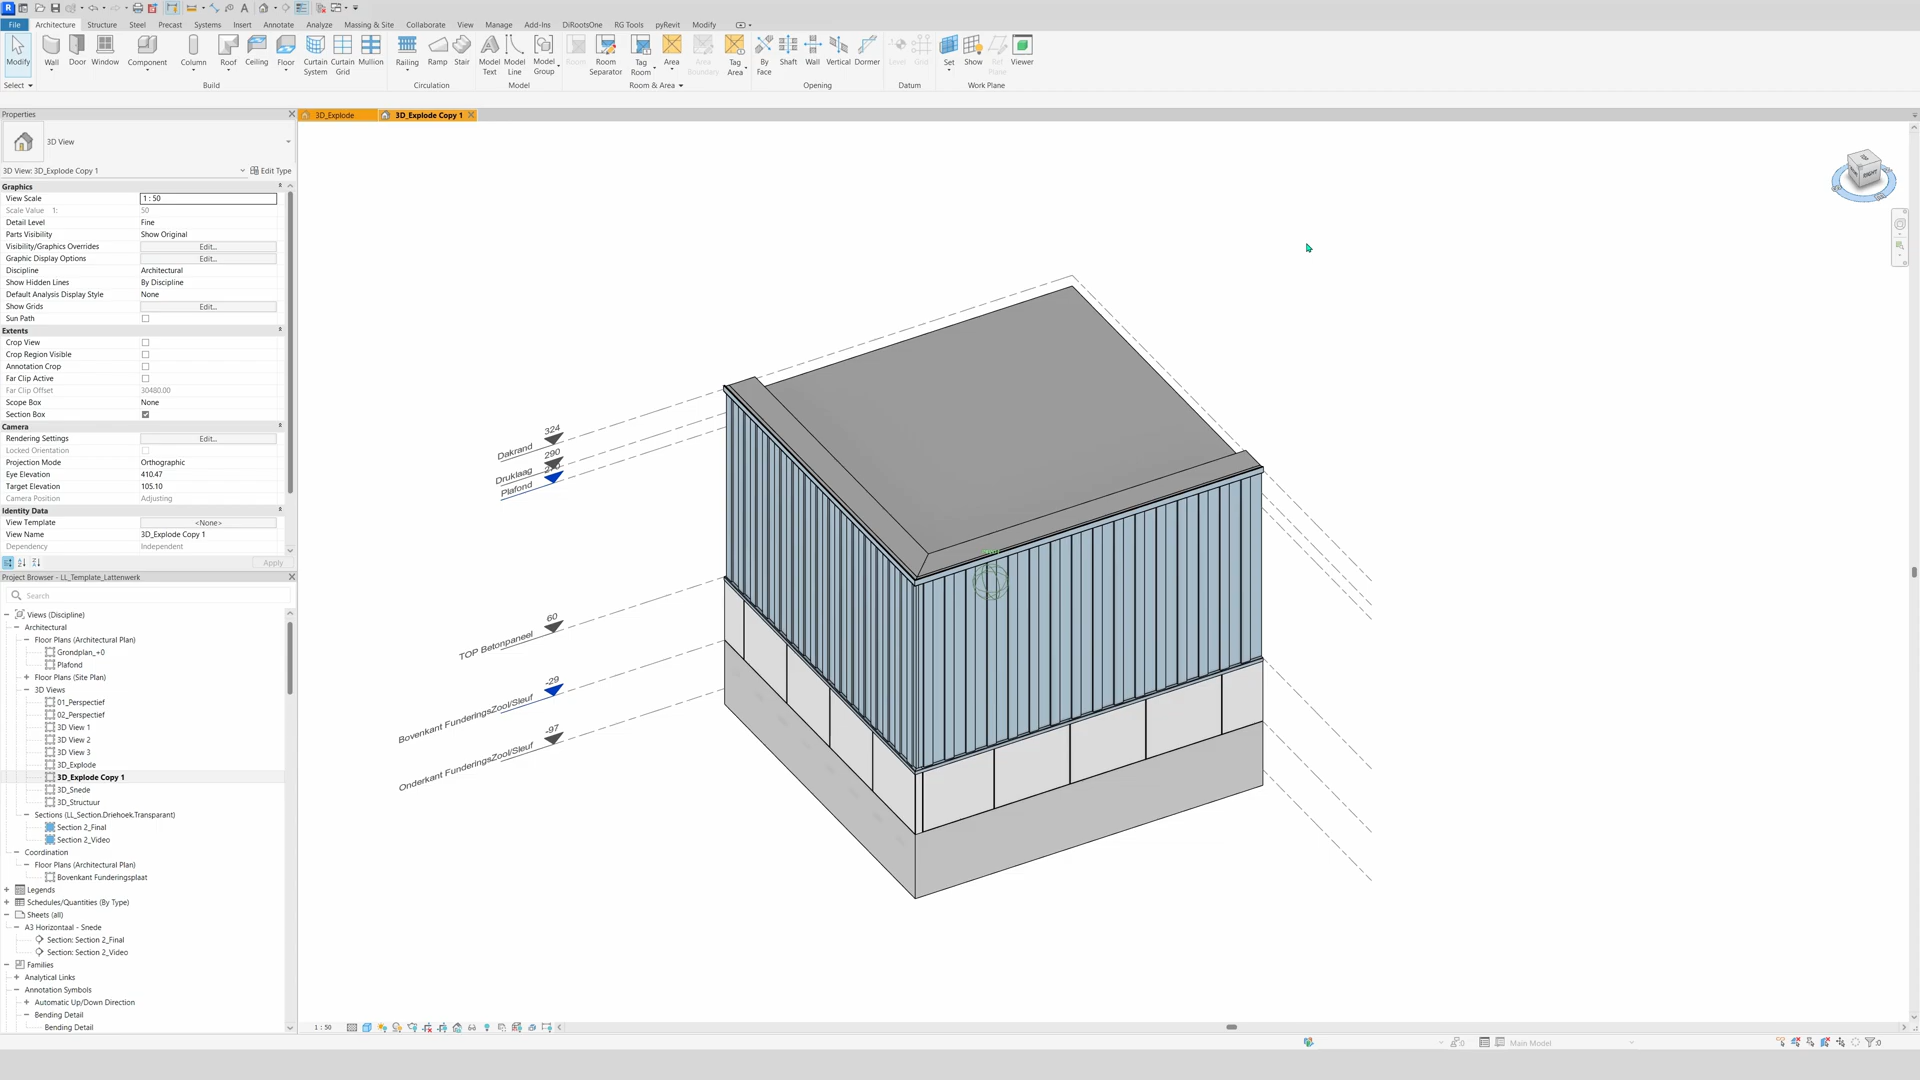 File Architecture Structure Steel Precast Systems Insert Annotate Analyze Massing & Site Collaborate View Manage Add-Ins DiRootsOne RG Tools pyRevit Modify
Modify Wall Door Window Component Column Roof Ceiling Floor Curtain System Curtain Grid Mullion Railing Ramp Stair Model Text Model Line Model Group Room Room Separator Tag Room Area Area Boundary Tag Area By Face Shaft Wall Vertical Dormer Level Grid Set Show Ref Plane Viewer
Select Build Circulation Model Room & Area Opening Datum Work Plane
Properties
3D_Explode 3D_Explode Copy 1
3D View
3D View: 3D_Explode Copy 1 Edit Type
Graphics
View Scale 1 : 50
Scale Value 1: 50
Detail Level Fine
Parts Visibility Show Original
Visibility/Graphics Overrides Edit...
Graphic Display Options Edit...
Discipline Architectural
Show Hidden Lines By Discipline
Default Analysis Display Style None
Show Grids Edit...
Sun Path
Extents
Crop View
Crop Region Visible
Annotation Crop
Far Clip Active
Far Clip Offset 30480.00
Scope Box None
Section Box
Camera
Rendering Settings Edit...
Locked Orientation
Projection Mode Orthographic
Eye Elevation 410.47
Target Elevation 105.10
Camera Position Adjusting
Identity Data
View Template <None>
View Name 3D_Explode Copy 1
Dependency Independent
Apply
Project Browser - LL_Template_Lattenwerk
Search
Views (Discipline)
Architectural
Floor Plans (Architectural Plan)
Grondplan_+0
Plafond
Floor Plans (Site Plan)
3D Views
01_Perspectief
02_Perspectief
3D View 1
3D View 2
3D View 3
3D_Explode
3D_Explode Copy 1
3D_Snede
3D_Structuur
Sections (LL_Section.Driehoek.Transparant)
Section 2_Final
Section 2_Video
Coordination
Floor Plans (Architectural Plan)
Bovenkant Funderingsplaat
Legends
Schedules/Quantities (By Type)
Sheets (all)
A3 Horizontaal - Snede
Section: Section 2_Final
Section: Section 2_Video
Families
Analytical Links
Annotation Symbols
Automatic Up/Down Direction
Bending Detail
Bending Detail
324
Dakrand
290
Druklaag
Plafond
60
TOP Betonpaneel
-29
Bovenkant FunderingsZool/Sleuf
-97
Onderkant FunderingsZool/Sleuf
RIGHT
1 : 50
:0
Main Model
:0